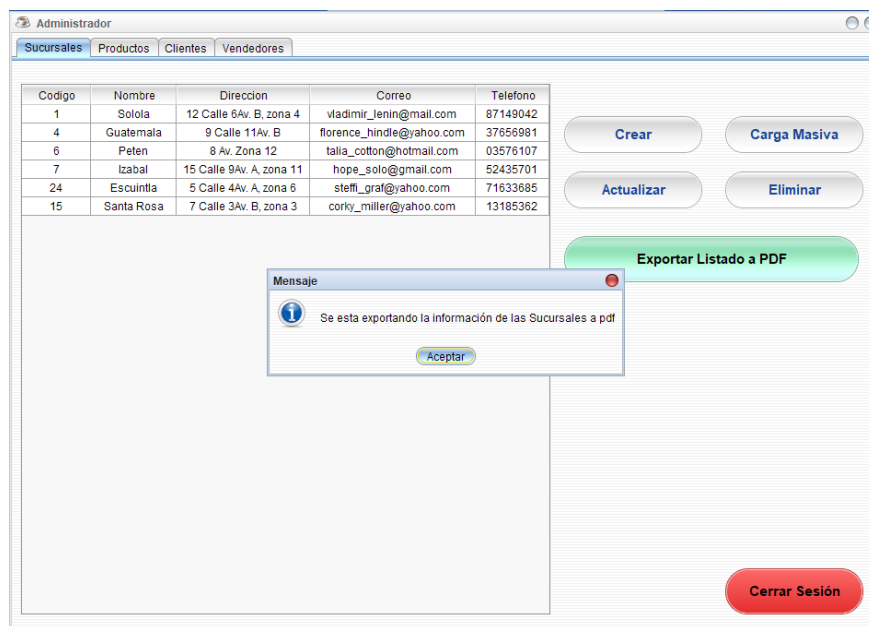 Administrador
Sucursales Productos Clientes Vendedores
Codigo Nombre Direccion Correo Telefono
1 Solola 12 Calle 6Av. B, zona 4 vladimir_lenin@mail.com 87149042
4 Guatemala 9 Calle 11Av. B florence_hindle@yahoo.com 37656981
6 Peten 8 Av. Zona 12 talia_cotton@hotmail.com 03576107
7 Izabal 15 Calle 9Av. A, zona 11 hope_solo@gmail.com 52435701
24 Escuintla 5 Calle 4Av. A, zona 6 steffi_graf@yahoo.com 71633685
15 Santa Rosa 7 Calle 3Av. B, zona 3 corky_miller@yahoo.com 13185362
Crear Carga Masiva
Actualizar Eliminar
Exportar Listado a PDF
Mensaje
Se esta exportando la información de las Sucursales a pdf
Aceptar
Cerrar Sesión